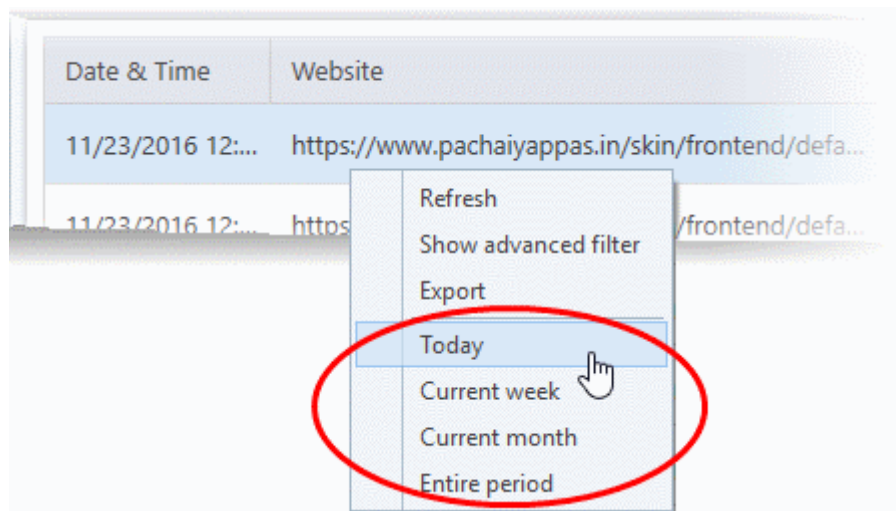 Date & Time Website
11/23/2016 12:... https://www.pachaiyappas.in/skin/frontend/defa...
11/23/2016 12:... https /frontend/defa...
Refresh
Show advanced filter
Export
Today
Current week
Current month
Entire period